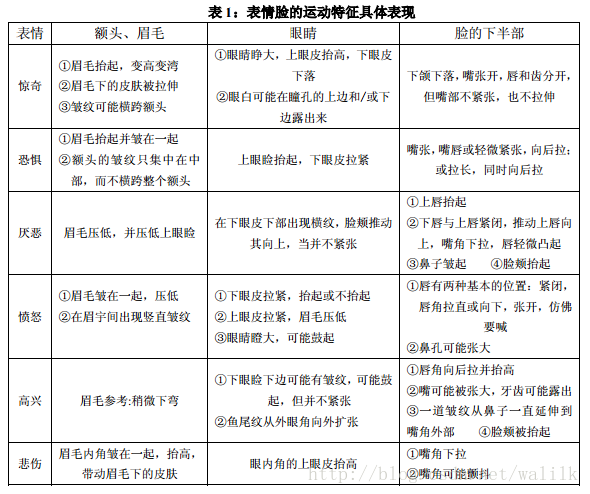 表1：表情脸的运动特征具体表现
表情 额头、眉毛 眼睛 脸的下半部
惊奇
①眉毛抬起，变高变弯
②眉毛下的皮肤被拉伸
③皱纹可能横跨额头
①眼睛睁大，上眼皮抬高，下眼皮
下落
②眼白可能在瞳孔的上边和/或下
边露出来
下颌下落，嘴张开，唇和齿分开，
但嘴部不紧张，也不拉伸
恐惧
①眉毛抬起并皱在一起
②额头的皱纹只集中在中
部，而不横跨整个额头
上眼睑抬起，下眼皮拉紧
嘴张，嘴唇或轻微紧张，向后拉；
或拉长，同时向后拉
厌恶
眉毛压低，并压低上眼睑
在下眼皮下部出现横纹，脸颊推动
其向上，当并不紧张
①上唇抬起
②下唇与上唇紧闭，推动上唇向
上，嘴角下拉，唇轻微凸起
③鼻子皱起 ④脸颊抬起
愤怒
①眉毛皱在一起，压低
②在眉宇间出现竖直皱纹
①下眼皮拉紧，抬起或不抬起
②上眼皮拉紧，眉毛压低
③眼睛瞪大，可能鼓起
①唇有两种基本的位置：紧闭，
唇角拉直或向下，张开，仿佛
要喊
②鼻孔可能张大
高兴
眉毛参考:稍微下弯
①下眼睑下边可能有皱纹，可能鼓
起，但并不紧张
②鱼尾纹从外眼角向外扩张
①唇角向后拉并抬高
②嘴可能被张大，牙齿可能露出
③一道皱纹从鼻子一直延伸到
嘴角外部 ④脸颊被抬起
悲伤
眉毛内角皱在一起，抬高，
带动眉毛下的皮肤
眼内角的上眼皮抬高
①嘴角下拉
②嘴角可能颤抖